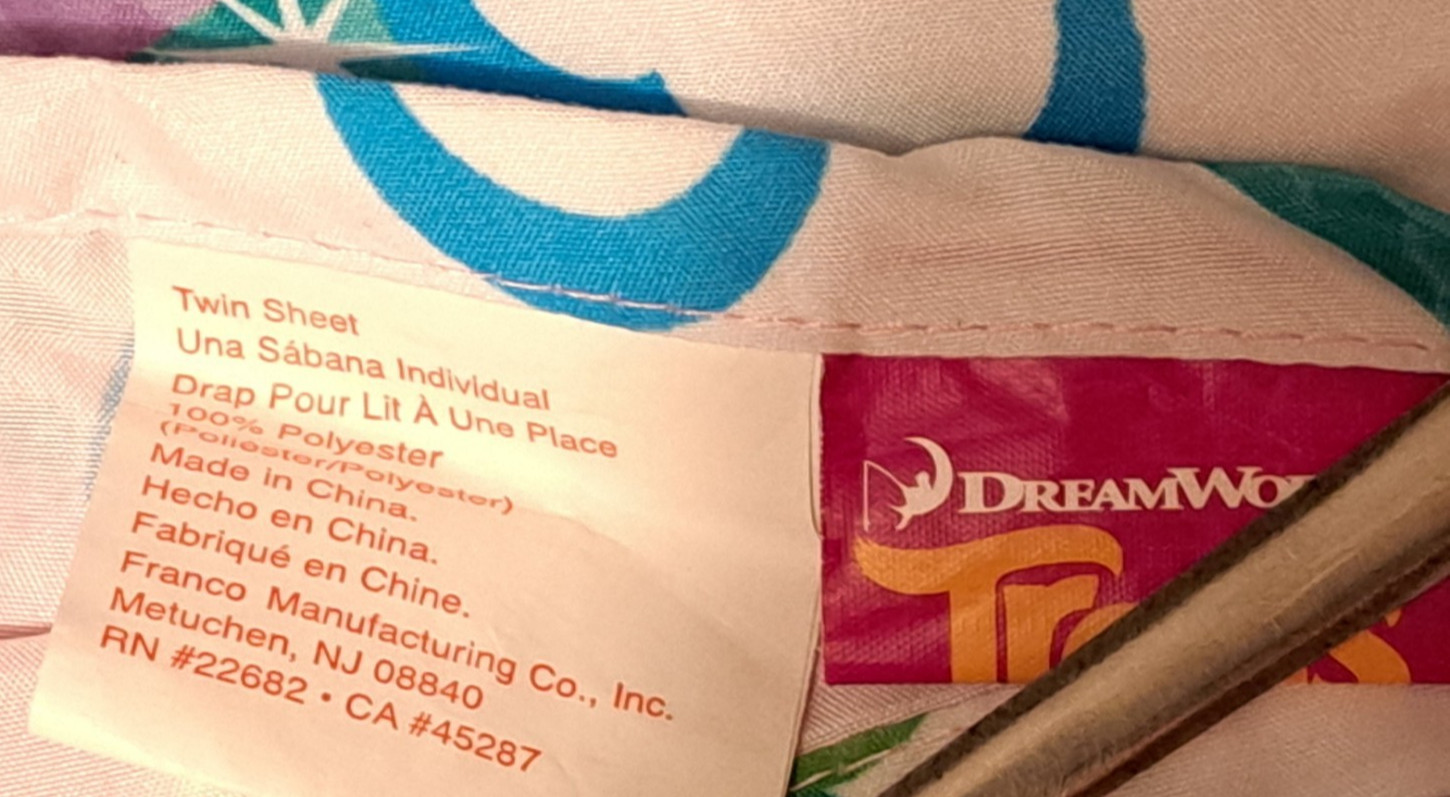 Twin Sheet
Una Sábana Individual
Drap Pour Lit À Une Place
100% Polyester
(Poliester/Polyester)
Made in China.
Hecho en China.
Fabriqué en Chine.
Franco Manufacturing Co., Inc.
Metuchen, NJ 08840
RN #22682 • CA #45287